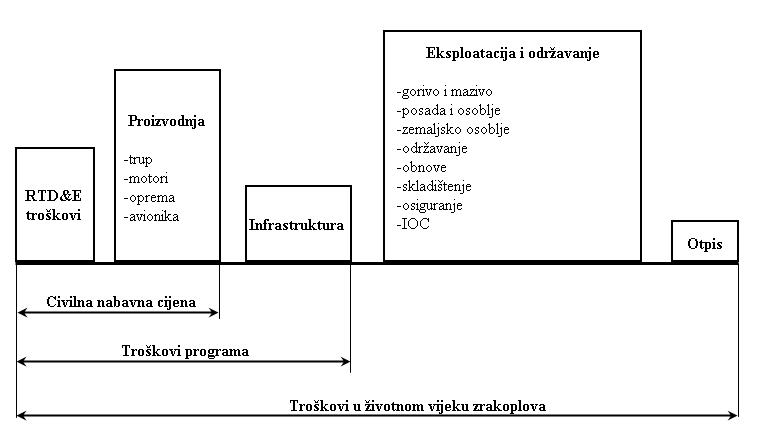 RTD&E
troškovi
Proizvodnja
-trup
-motori
-oprema
-avionika
Infrastruktura
Eksploatacija i održavanje
-gorivo i mazivo
-posada i osoblje
-zemaljsko osoblje
-održavanje
-obnove
-skladištenje
-osiguranje
-IOC
Otpis
Civilna nabavna cijena
Troškovi programa
Troškovi u životnom vijeku zrakoplova